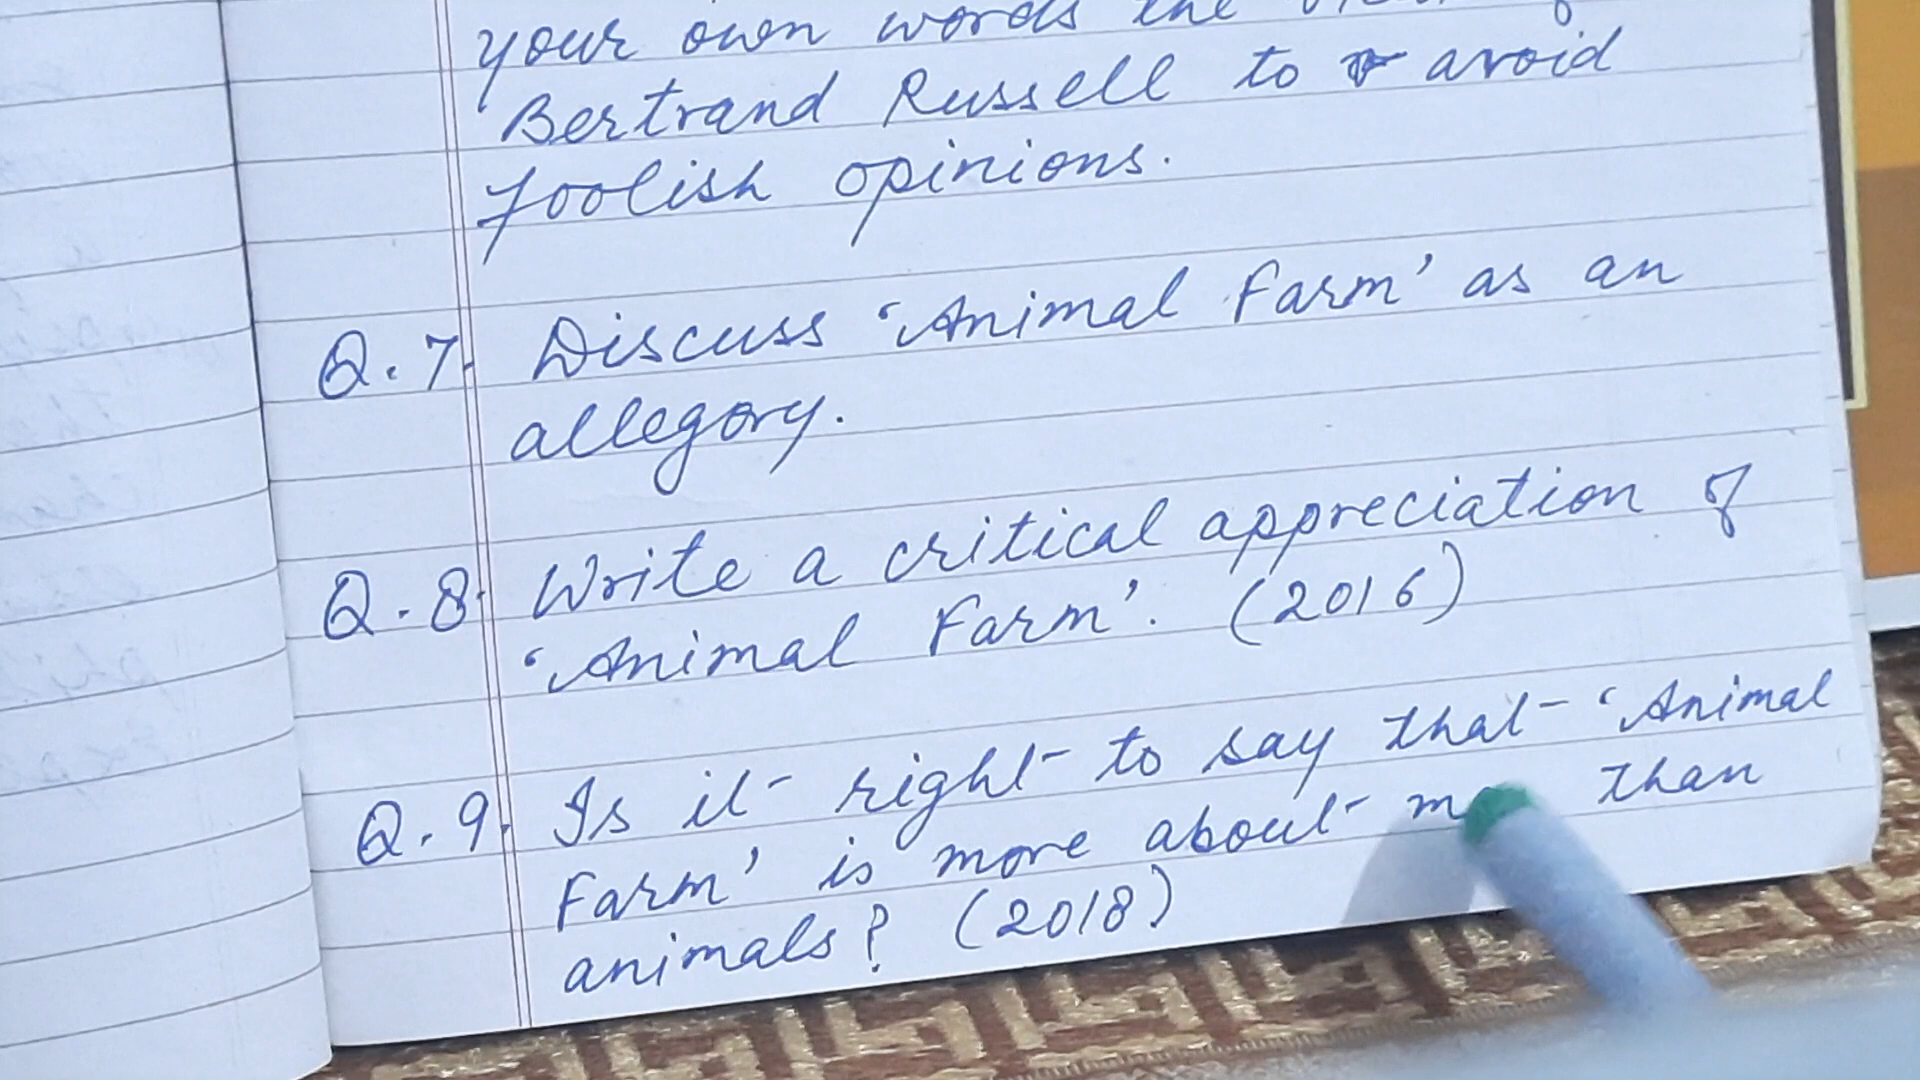 your own words the
Bertrand Russell to avoid
foolish opinions.
Q.7. Discuss 'Animal Farm' as an
allegory.
Q.8. Write a critical appreciation of
'Animal Farm'. (2016)
Q.9. Is it right to say that 'Animal
Farm' is more about than
animals? (2018)